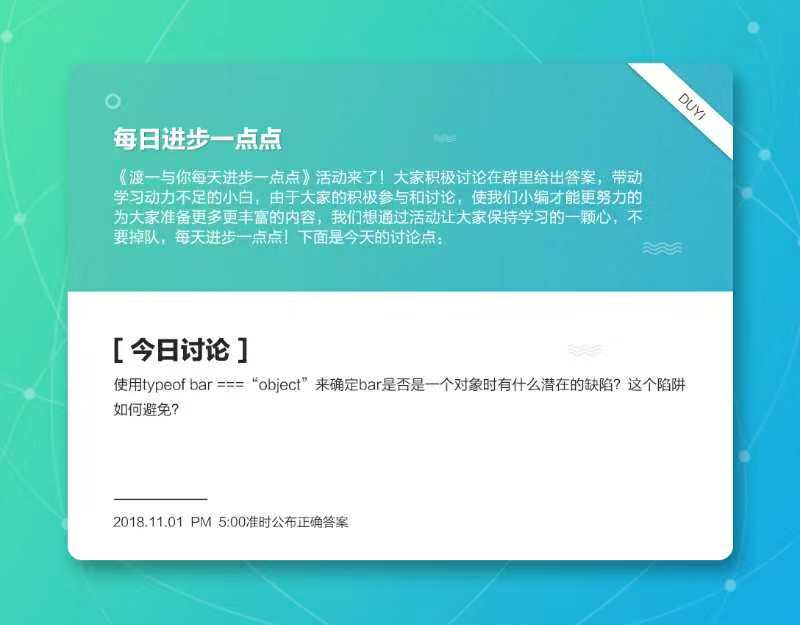 DUYI
每日进步一点点
《渡一与你每天进步一点点》活动来了！大家积极讨论在群里给出答案，带动
学习动力不足的小白，由于大家的积极参与和讨论，使我们小编才能更努力的
为大家准备更多更丰富的内容，我们想通过活动让大家保持学习的一颗心，不
要掉队，每天进步一点点！下面是今天的讨论点；
[ 今日讨论 ]
使用typeof bar ===“object”来确定bar是否是一个对象时有什么潜在的缺陷？这个陷阱
如何避免？
2018.11.01 PM 5:00准时公布正确答案